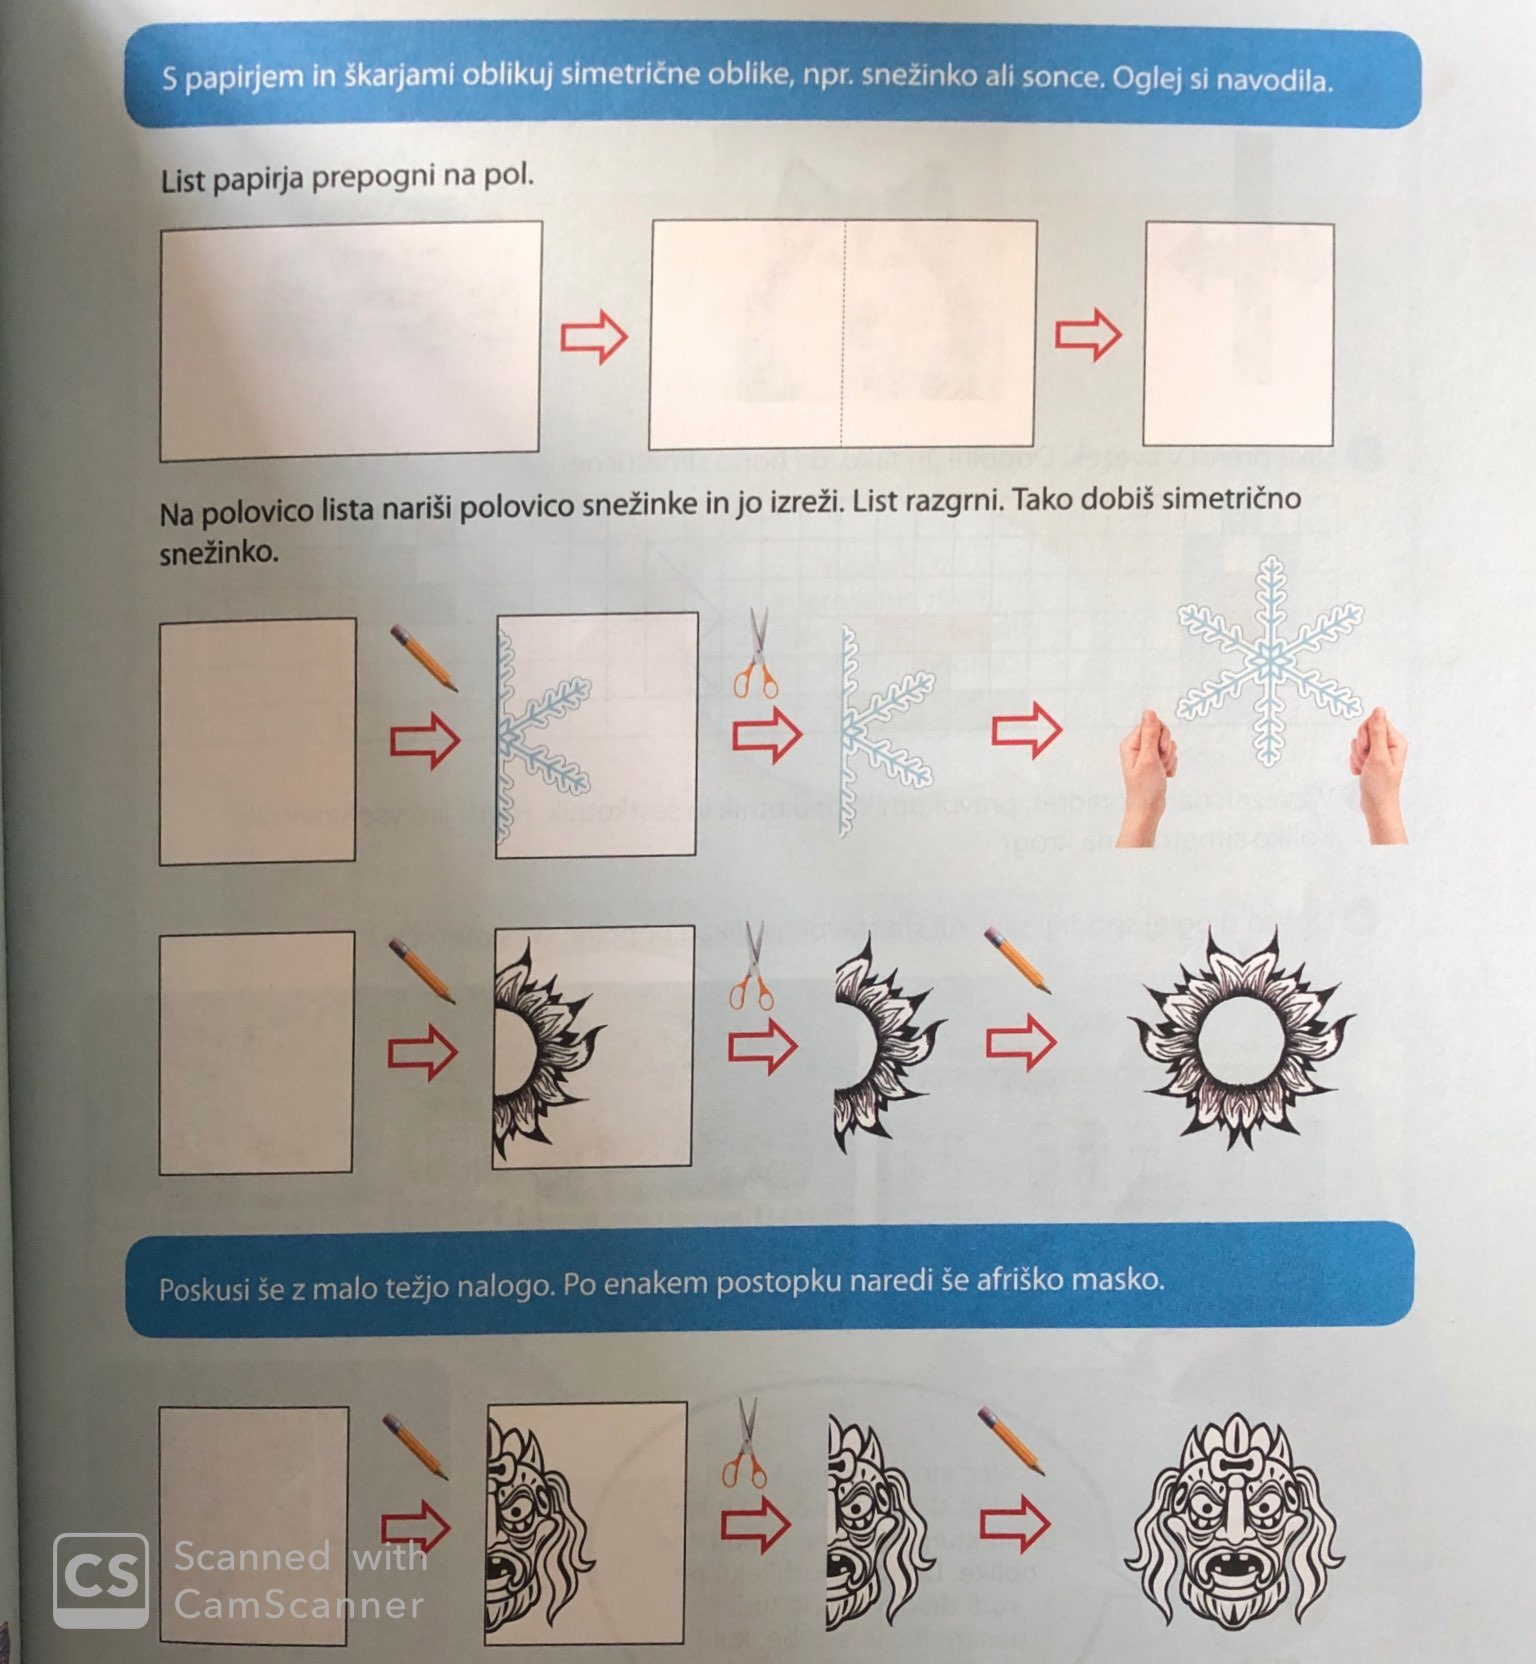 S papirjem in škarjami oblikuj simetrične oblike, npr. snežinko ali sonce. Oglej si navodila.
List papirja prepogni na pol.
Na polovico lista nariši polovico snežinke in jo izreži. List razgrni. Tako dobiš simetrično
snežinko.
Poskusi še z malo težjo nalogo. Po enakem postopku naredi še afriško masko.
CS Scanned with
CamScanner